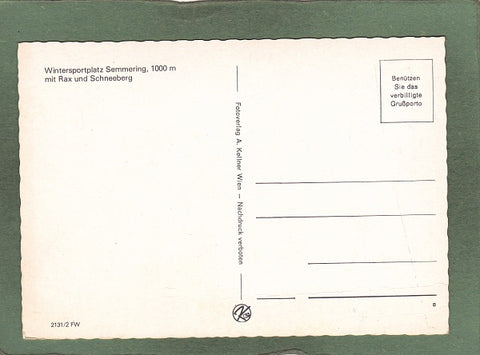 Wintersportplatz Semmering, 1000 m
mit Rax und Schneeberg
Benützen
Sie das
verbilligte
Grußporto
Fotoverlag A. Kellner Wien — Nachdruck verboten
2131/2 FW